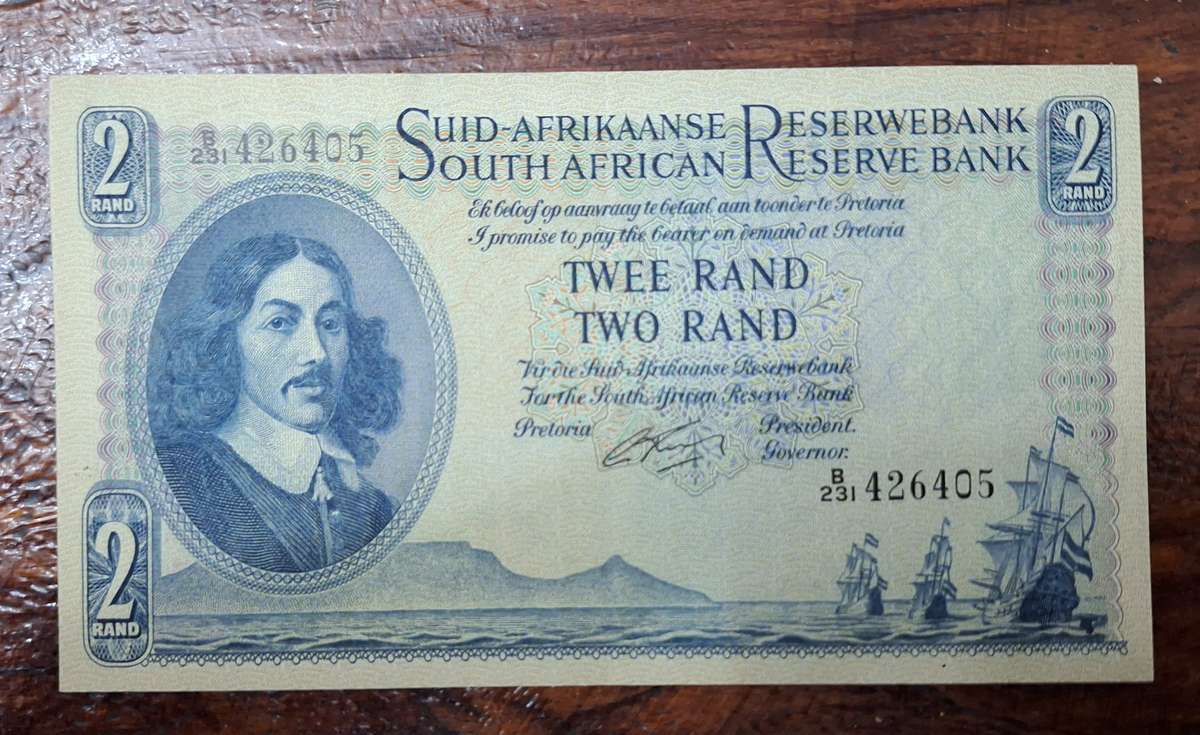 2
RAND
B/231 426405
SUID-AFRIKAANSE RESERWEBANK
SOUTH AFRICAN RESERVE BANK
2
RAND
Ek beloof op aanvraag te betaal aan toonder te Pretoria
I promise to pay the bearer on demand at Pretoria
TWEE RAND
TWO RAND
Vir die Suid-Afrikaanse Reserwebank
For the South African Reserve Bank
Pretoria
President.
Governor.
B/231 426405
2
RAND